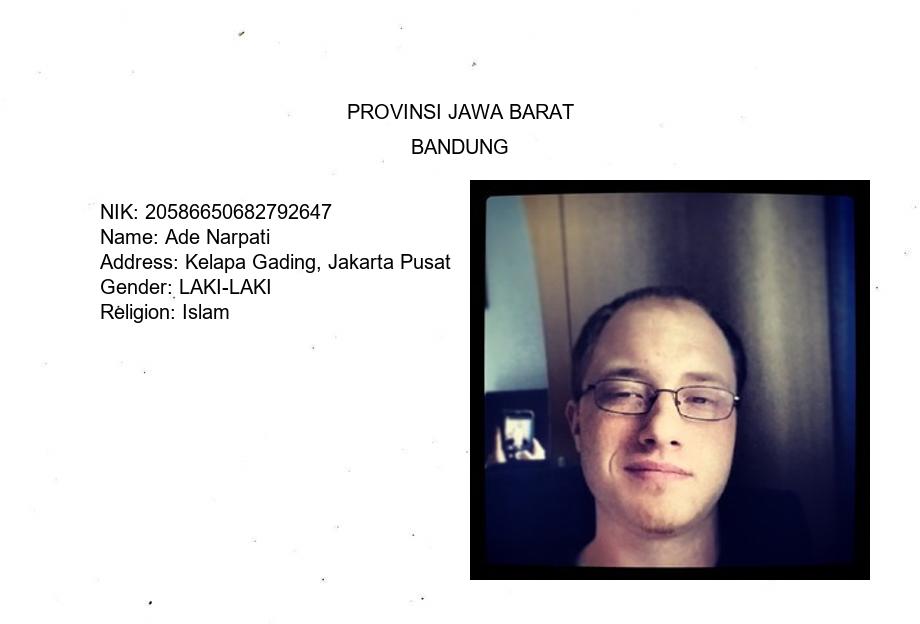 PROVINSI JAWA BARAT
BANDUNG
NIK: 20586650682792647
Name: Ade Narpati
Address: Kelapa Gading, Jakarta Pusat
Gender: LAKI-LAKI
Religion: Islam